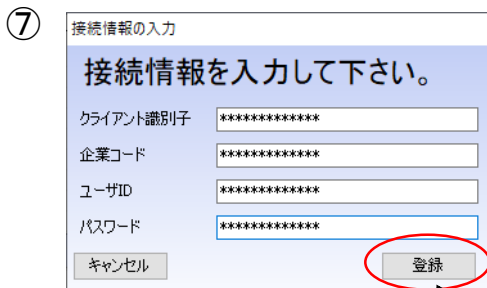 ⑦
接続情報の入力
接続情報を入力して下さい。
クライアント識別子 *************
企業コード *************
ユーザID *************
パスワード *************
キャンセル 登録